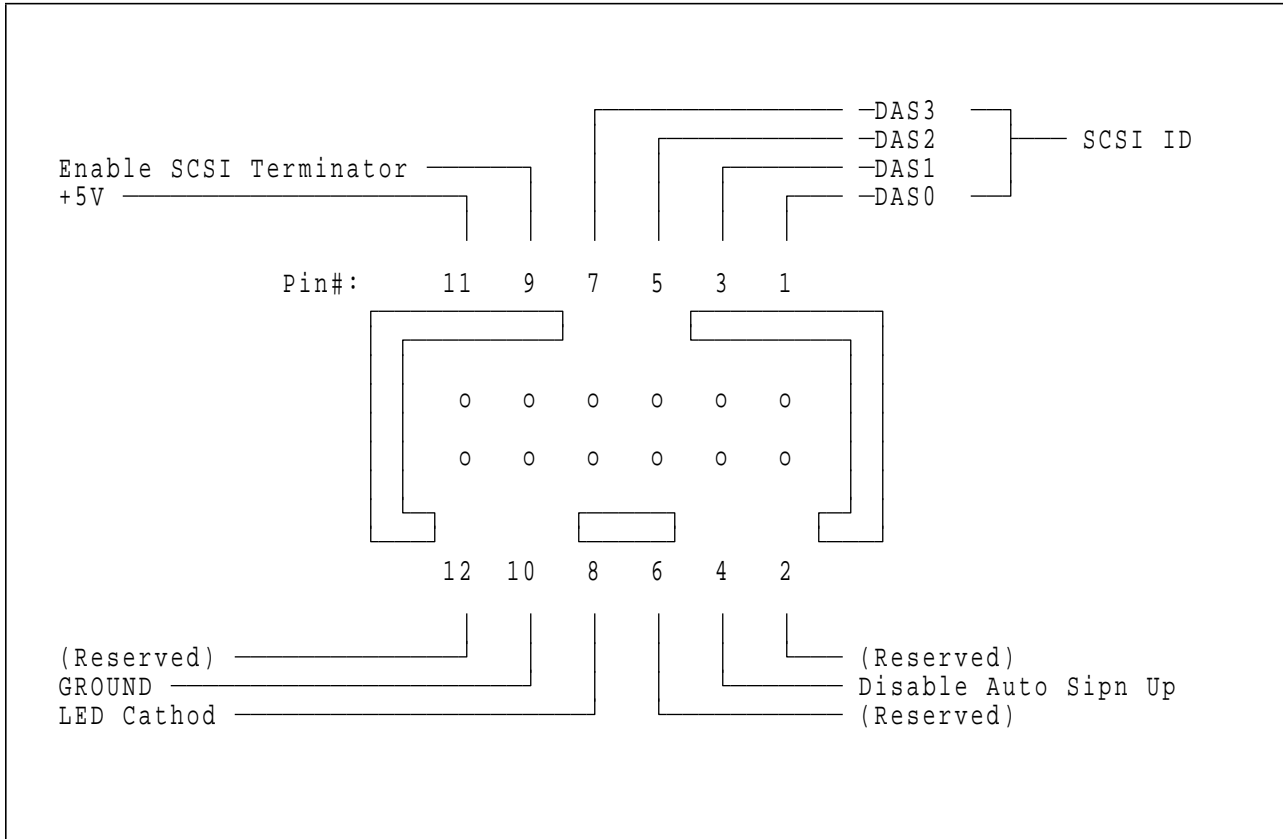 -DAS3
-DAS2 SCSI ID
Enable SCSI Terminator -DAS1
+5V -DAS0
Pin#: 11 9 7 5 3 1
o o o o o o
o o o o o o
12 10 8 6 4 2
(Reserved) (Reserved)
GROUND Disable Auto Sipn Up
LED Cathod (Reserved)